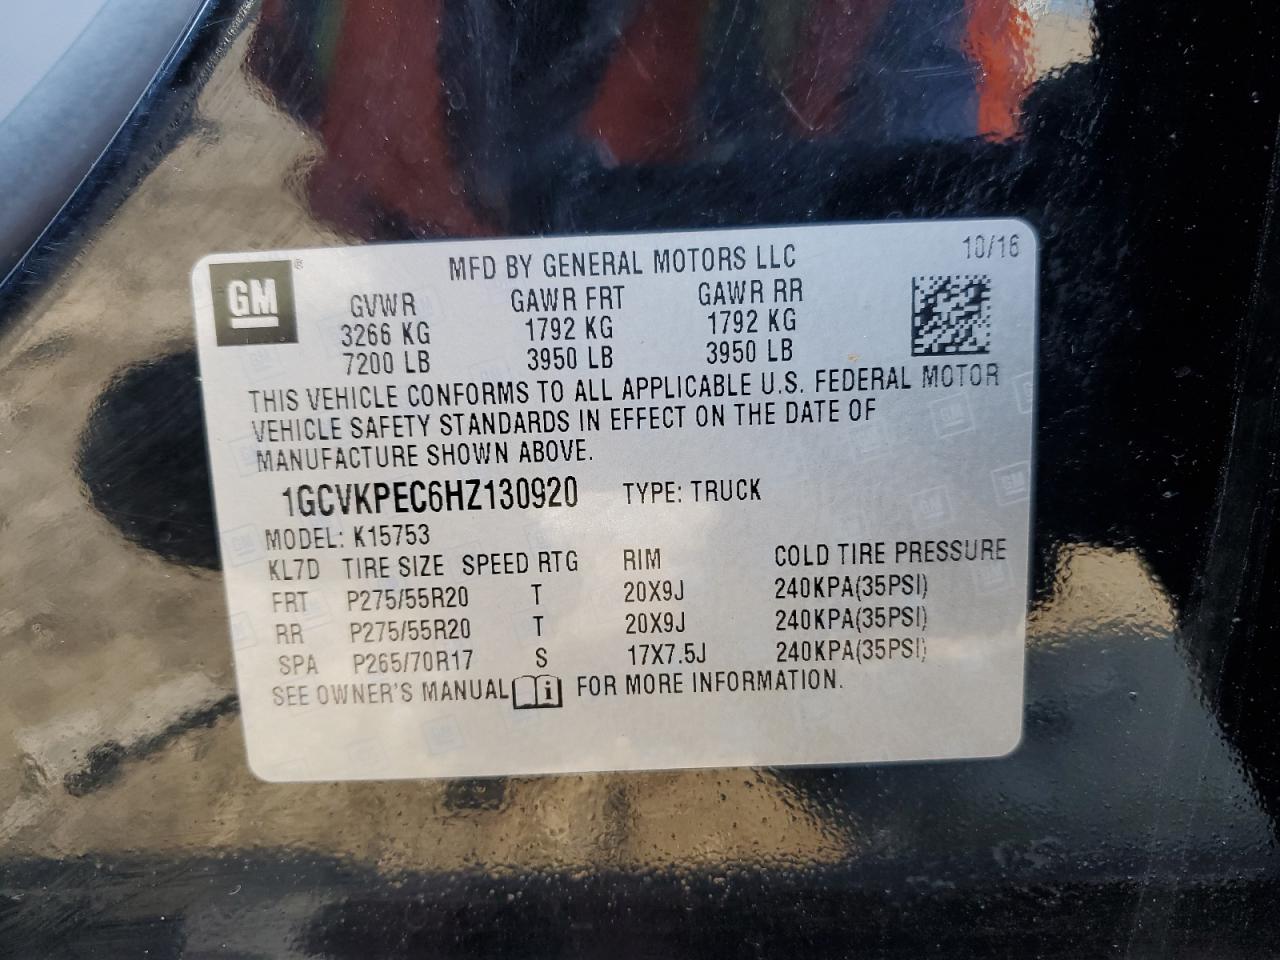 MFD BY GENERAL MOTORS LLC 10/16
GM®
GVWR GAWR FRT GAWR RR
3266 KG 1792 KG 1792 KG
7200 LB 3950 LB 3950 LB
THIS VEHICLE CONFORMS TO ALL APPLICABLE U.S. FEDERAL MOTOR
VEHICLE SAFETY STANDARDS IN EFFECT ON THE DATE OF
MANUFACTURE SHOWN ABOVE.
1GCVKPEC6HZ130920 TYPE: TRUCK
MODEL: K15753
KL7D TIRE SIZE SPEED RTG RIM COLD TIRE PRESSURE
FRT P275/55R20 T 20X9J 240KPA(35PSI)
RR P275/55R20 T 20X9J 240KPA(35PSI)
SPA P265/70R17 S 17X7.5J 240KPA(35PSI)
SEE OWNER'S MANUAL i FOR MORE INFORMATION.